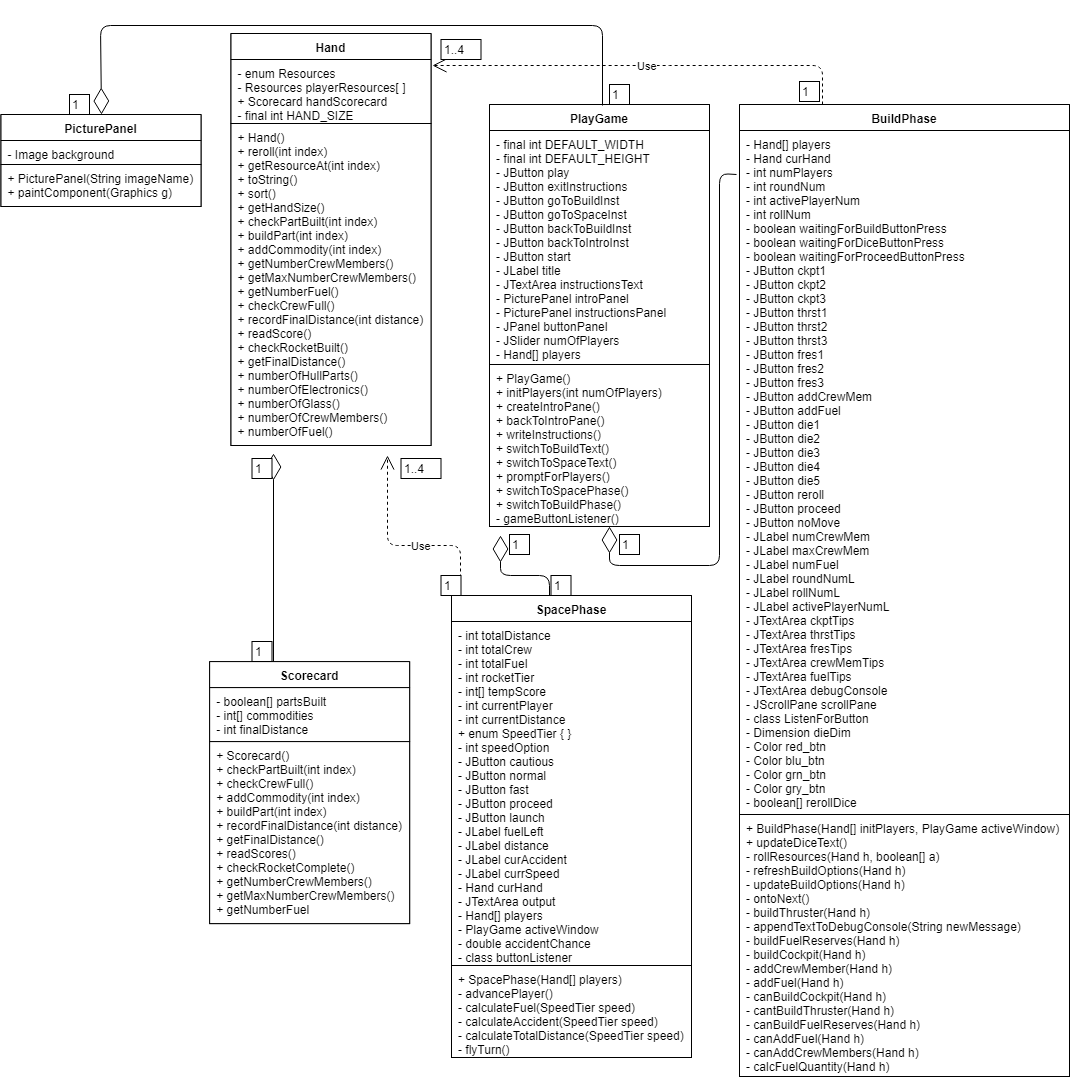 1
PicturePanel
- Image background
+ PicturePanel(String imageName)
+ paintComponent(Graphics g)
Hand
- enum Resources
- Resources playerResources[ ]
+ Scorecard handScorecard
- final int HAND_SIZE
+ Hand()
+ reroll(int index)
+ getResourceAt(int index)
+ toString()
+ sort()
+ getHandSize()
+ checkPartBuilt(int index)
+ buildPart(int index)
+ addCommodity(int index)
+ getNumberCrewMembers()
+ getMaxNumberCrewMembers()
+ getNumberFuel()
+ checkCrewFull()
+ recordFinalDistance(int distance)
+ readScore()
+ checkRocketBuilt()
+ getFinalDistance()
+ numberOfHullParts()
+ numberOfElectronics()
+ numberOfGlass()
+ numberOfCrewMembers()
+ numberOfFuel()
1..4
Use
1
1
PlayGame
- final int DEFAULT_WIDTH
- final int DEFAULT_HEIGHT
- JButton play
- JButton exitInstructions
- JButton goToBuildInst
- JButton goToSpaceInst
- JButton backToBuildInst
- JButton backToIntroInst
- JButton start
- JLabel title
- JTextArea instructionsText
- PicturePanel introPanel
- PicturePanel instructionsPanel
- JPanel buttonPanel
- JSlider numOfPlayers
- Hand[] players
+ PlayGame()
+ initPlayers(int numOfPlayers)
+ createIntroPane()
+ backToIntroPane()
+ writeInstructions()
+ switchToBuildText()
+ switchToSpaceText()
+ promptForPlayers()
+ switchToSpacePhase()
+ switchToBuildPhase()
- gameButtonListener()
BuildPhase
- Hand[] players
- Hand curHand
- int numPlayers
- int roundNum
- int activePlayerNum
- int rollNum
- boolean waitingForBuildButtonPress
- boolean waitingForDiceButtonPress
- boolean waitingForProceedButtonPress
- JButton ckpt1
- JButton ckpt2
- JButton ckpt3
- JButton thrst1
- JButton thrst2
- JButton thrst3
- JButton fres1
- JButton fres2
- JButton fres3
- JButton addCrewMem
- JButton addFuel
- JButton die1
- JButton die2
- JButton die3
- JButton die4
- JButton die5
- JButton reroll
- JButton proceed
- JButton noMove
- JLabel numCrewMem
- JLabel maxCrewMem
- JLabel numFuel
- JLabel roundNumL
- JLabel rollNumL
- JLabel activePlayerNumL
- JTextArea ckptTips
- JTextArea thrstTips
- JTextArea fresTips
- JTextArea crewMemTips
- JTextArea fuelTips
- JTextArea debugConsole
- JScrollPane scrollPane
- class ListenForButton
- Dimension dieDim
- Color red_btn
- Color blu_btn
- Color grn_btn
- Color gry_btn
- boolean[] rerollDice
+ BuildPhase(Hand[] initPlayers, PlayGame activeWindow)
+ updateDiceText()
- rollResources(Hand h, boolean[] a)
- refreshBuildOptions(Hand h)
- updateBuildOptions(Hand h)
- ontoNext()
- buildThruster(Hand h)
- appendTextToDebugConsole(String newMessage)
- buildFuelReserves(Hand h)
- buildCockpit(Hand h)
- addCrewMember(Hand h)
- addFuel(Hand h)
- canBuildCockpit(Hand h)
- cantBuildThruster(Hand h)
- canBuildFuelReserves(Hand h)
- canAddFuel(Hand h)
- canAddCrewMembers(Hand h)
- calcFuelQuantity(Hand h)
1
1..4
Use
1
1
1
1
1
Scorecard
- boolean[] partsBuilt
- int[] commodities
- int finalDistance
+ Scorecard()
+ checkPartBuilt(int index)
+ checkCrewFull()
+ addCommodity(int index)
+ buildPart(int index)
+ recordFinalDistance(int distance)
+ getFinalDistance()
+ readScores()
+ checkRocketComplete()
+ getNumberCrewMembers()
+ getMaxNumberCrewMembers()
+ getNumberFuel
SpacePhase
- int totalDistance
- int totalCrew
- int totalFuel
- int rocketTier
- int[] tempScore
- int currentPlayer
- int currentDistance
+ enum SpeedTier { }
- int speedOption
- JButton cautious
- JButton normal
- JButton fast
- JButton proceed
- JButton launch
- JLabel fuelLeft
- JLabel distance
- JLabel curAccident
- JLabel currSpeed
- Hand curHand
- JTextArea output
- Hand[] players
- PlayGame activeWindow
- double accidentChance
- class buttonListener
+ SpacePhase(Hand[] players)
- advancePlayer()
- calculateFuel(SpeedTier speed)
- calculateAccident(SpeedTier speed)
- calculateTotalDistance(SpeedTier speed)
- flyTurn()